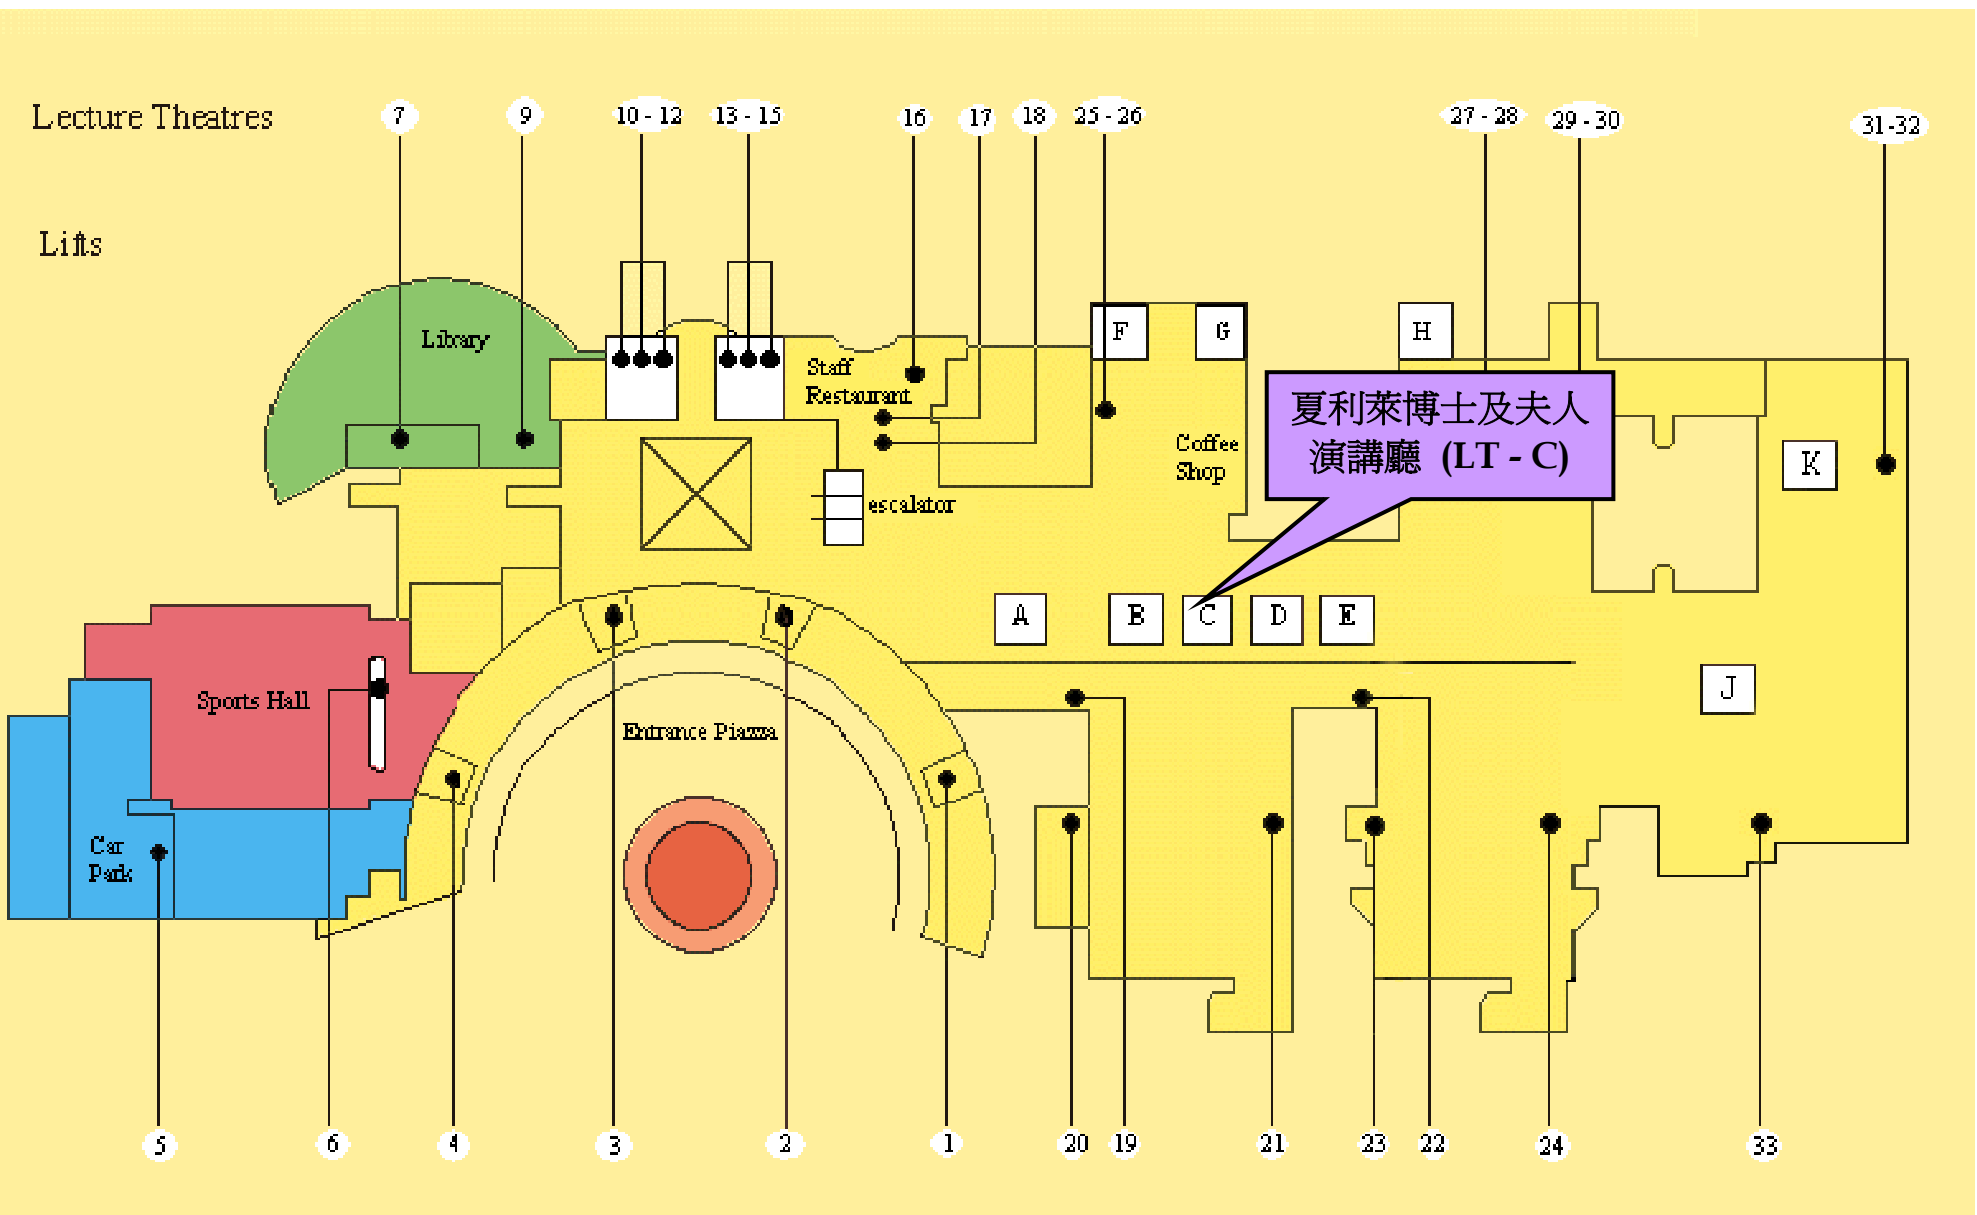 Lecture Theatres
7
9
10 - 12
13 - 15
16
17
18
25 - 26
27 - 28
29 - 30
31-32
Lifts
Library
F
G
H
Staff
Restaurant
夏利萊博士及夫人
演講廳 (LT - C)
Coffee
Shop
K
escalator
A
B
C
D
E
J
Sports Hall
Entrance Piazza
Car
Park
5
6
4
3
2
1
20
19
21
23
22
24
33